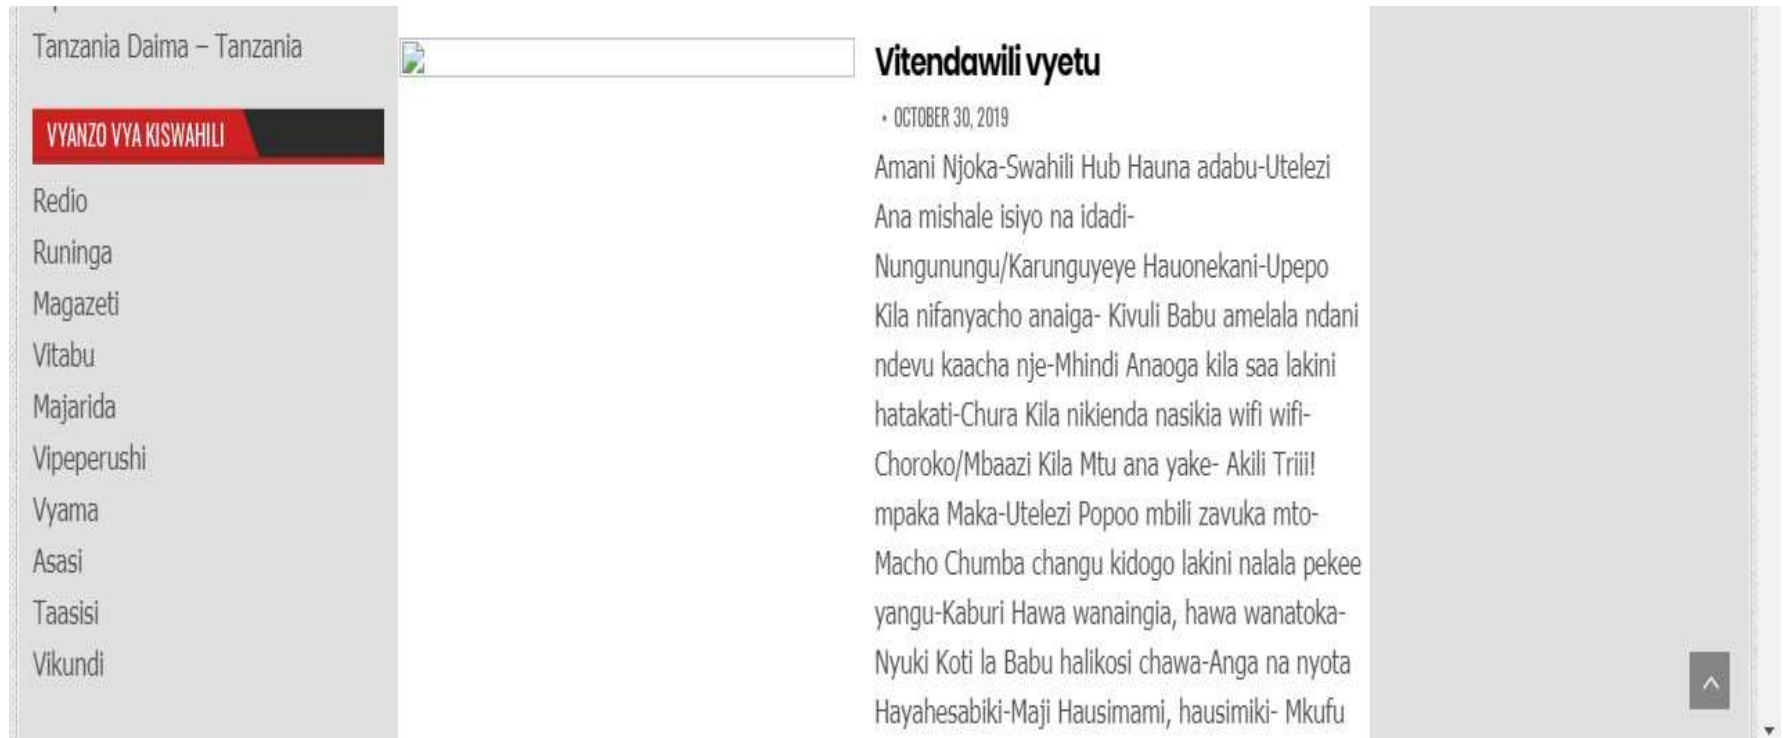 Tanzania Daima – Tanzania
VYANZO VYA KISWAHILI
Redio
Runinga
Magazeti
Vitabu
Majarida
Vipeperushi
Vyama
Asasi
Taasisi
Vikundi
Vitendawili vyetu
• OCTOBER 30, 2019
Amani Njoka-Swahili Hub Hauna adabu-Utelezi
Ana mishale isiyo na idadi-
Nungunungu/Karunguyeye Hauonekani-Upepo
Kila nifanyacho anaiga- Kivuli Babu amelala ndani
ndevu kaacha nje-Mhindi Anaoga kila saa lakini
hatakati-Chura Kila nikienda nasikia wifi wifi-
Choroko/Mbaazi Kila Mtu ana yake- Akili Triii!
mpaka Maka-Utelezi Popoo mbili zavuka mto-
Macho Chumba changu kidogo lakini nalala pekee
yangu-Kaburi Hawa wanaingia, hawa wanatoka-
Nyuki Koti la Babu halikosi chawa-Anga na nyota
Hayahesabiki-Maji Hausimami, hausimiki- Mkufu